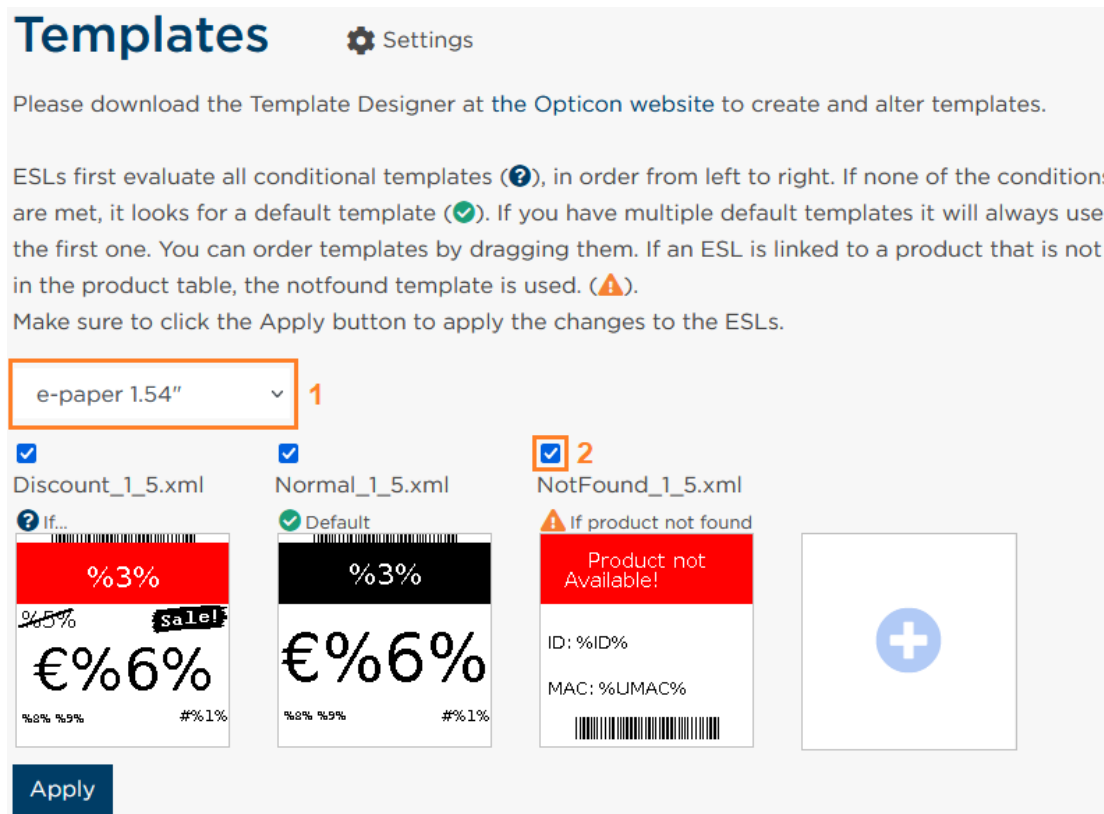 Templates Settings
Please download the Template Designer at the Opticon website to create and alter templates.
ESLs first evaluate all conditional templates (?), in order from left to right. If none of the conditions
are met, it looks for a default template (✓). If you have multiple default templates it will always use
the first one. You can order templates by dragging them. If an ESL is linked to a product that is not
in the product table, the notfound template is used. (!).
Make sure to click the Apply button to apply the changes to the ESLs.
e-paper 1.54" 1
2
Discount_1_5.xml Normal_1_5.xml NotFound_1_5.xml
If... Default If product not found
%3% %3% Product not
Available!
%5% Sale!
€%6% €%6% ID: %ID%
MAC: %UMAC%
%8% %9% #%1% %8% %9% #%1%
Apply